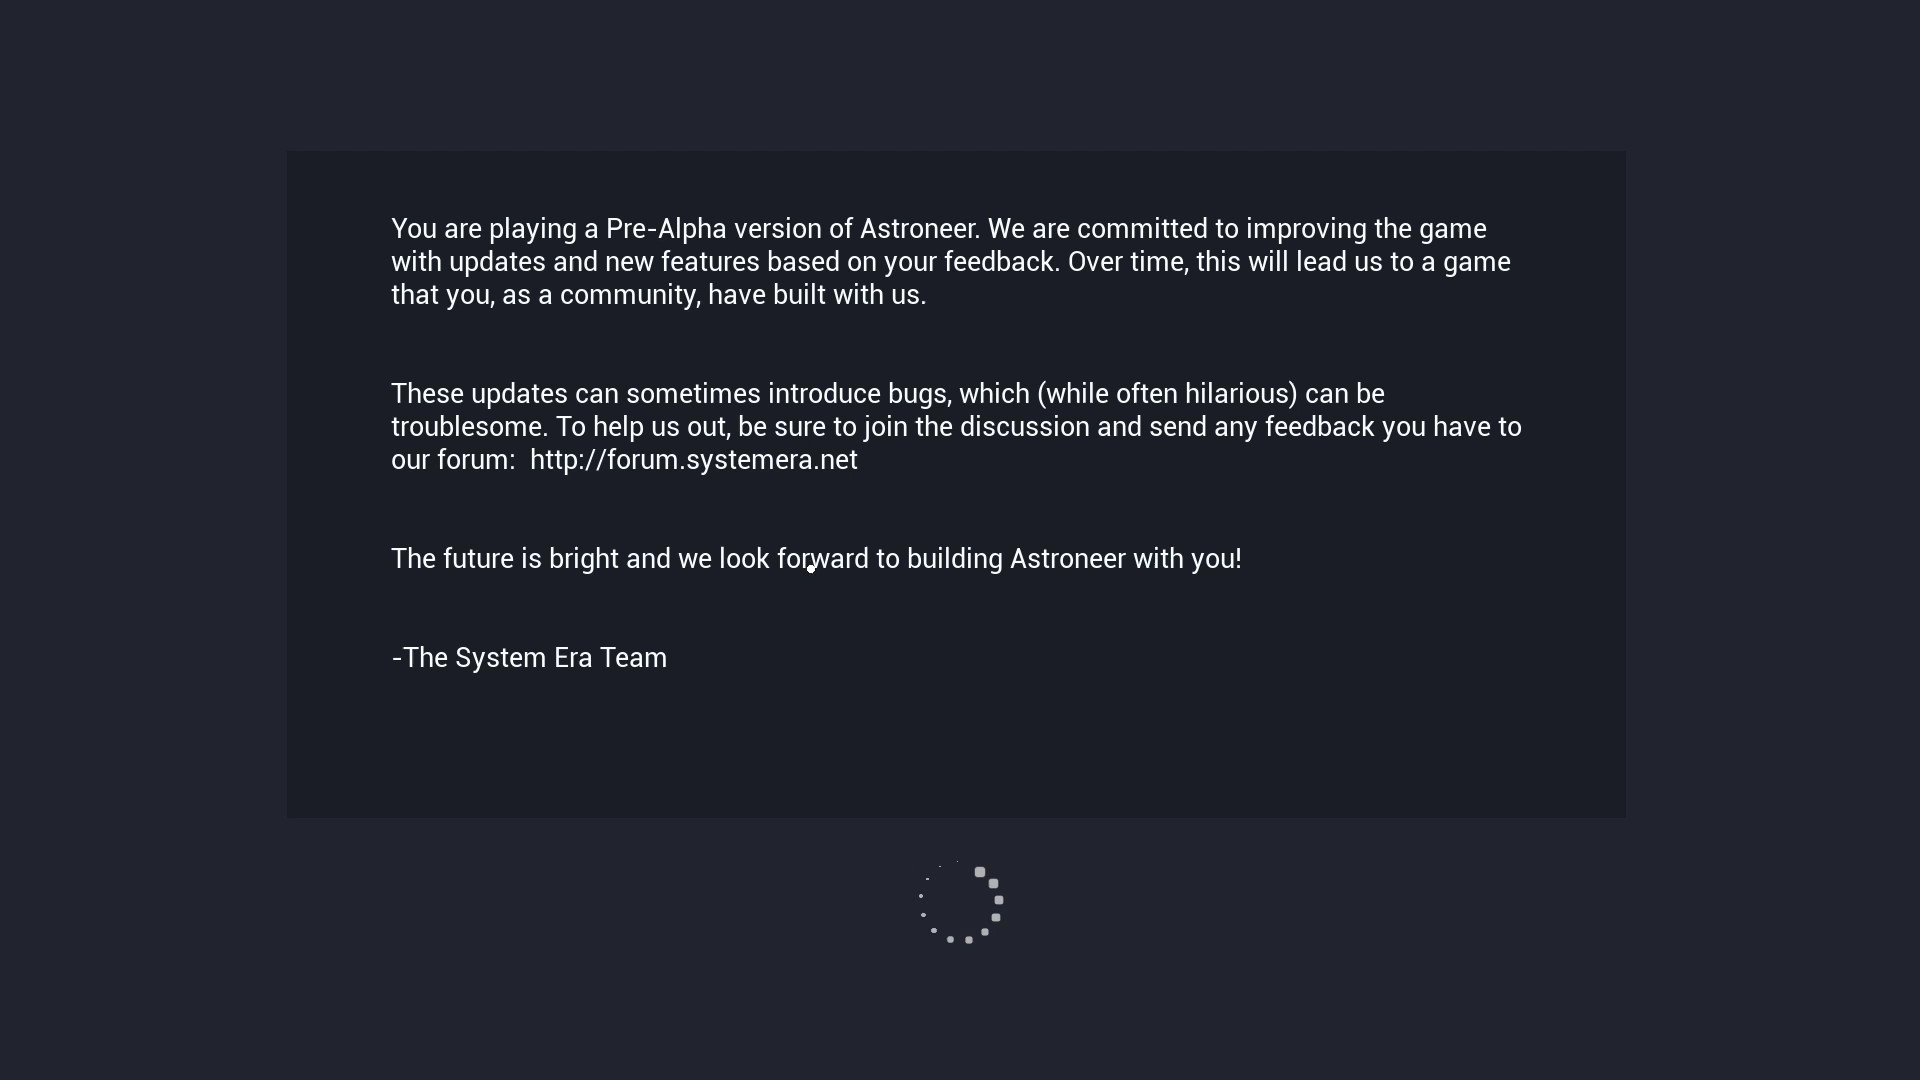 You are playing a Pre-Alpha version of Astroneer. We are committed to improving the game
with updates and new features based on your feedback. Over time, this will lead us to a game
that you, as a community, have built with us.
These updates can sometimes introduce bugs, which (while often hilarious) can be
troublesome. To help us out, be sure to join the discussion and send any feedback you have to
our forum:  http://forum.systemera.net
The future is bright and we look forward to building Astroneer with you!
-The System Era Team